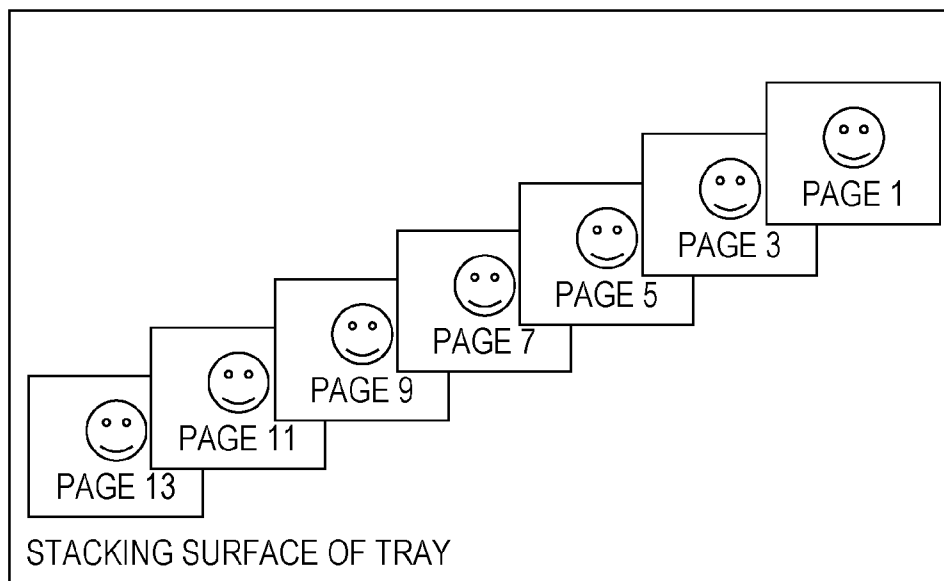 PAGE 1
PAGE 3
PAGE 5
PAGE 7
PAGE 9
PAGE 11
PAGE 13
STACKING SURFACE OF TRAY